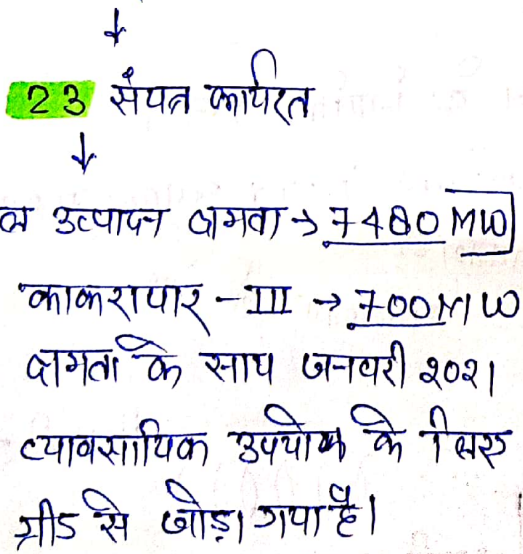 ↓
23 संयंत्र कार्यरत
↓
उत्पादन क्षमता → 7480 MW
काकरापार - III → 700 MW
क्षमता के साथ जनवरी 2021
व्यावसायिक उपयोग के लिए
ग्रीड से जोड़ा गया है।